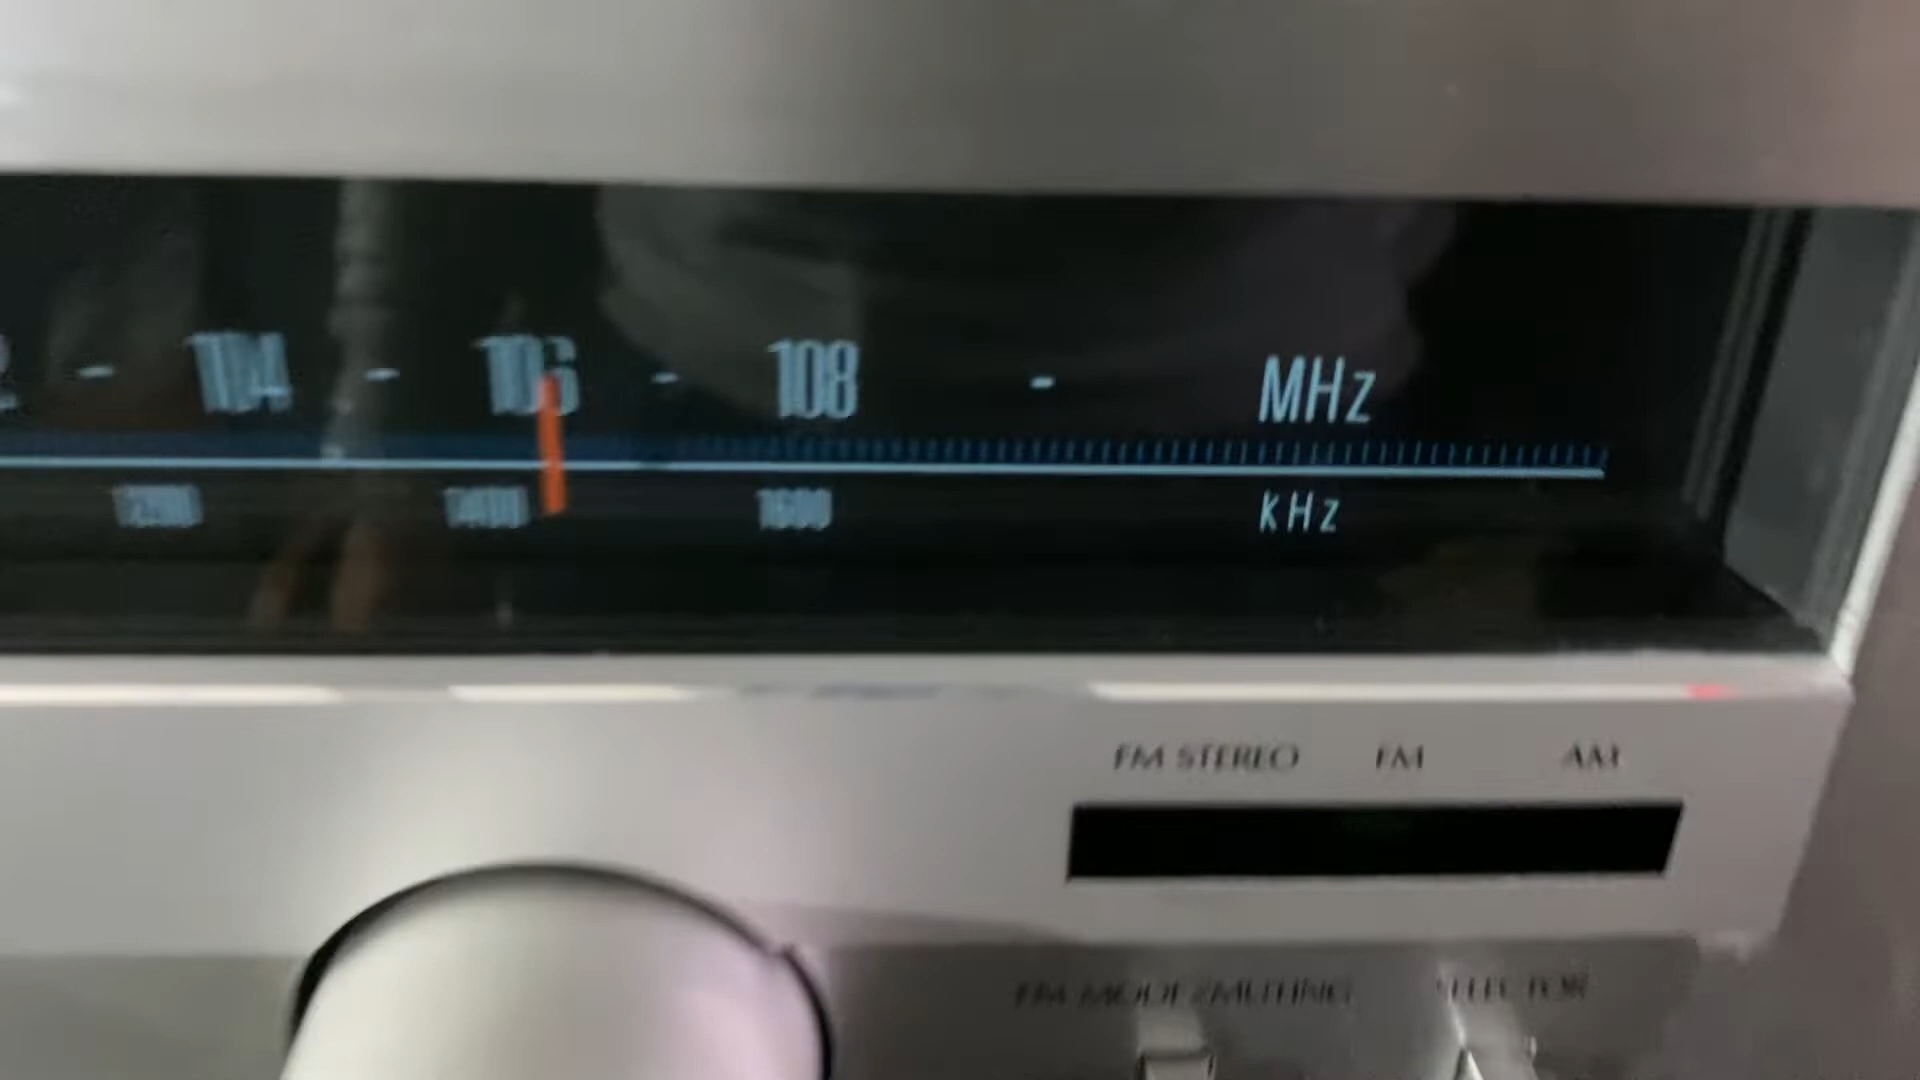 104 - 106 - 108 - MHz
1200 1400 1600 KHz
FM STEREO FM AM
FM MODE/MUTING SELECTOR